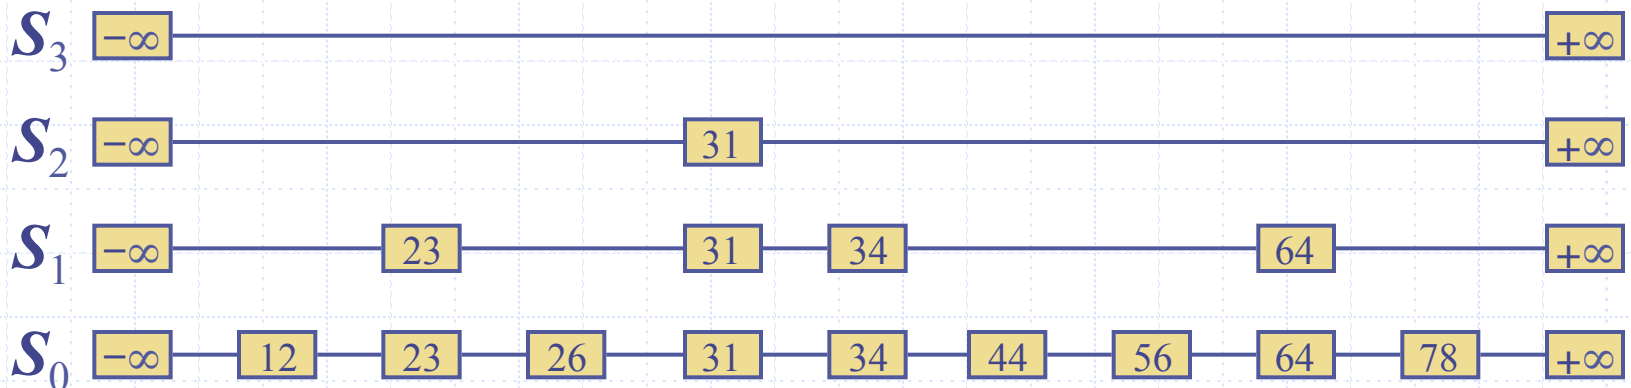 S3 −∞ +∞
S2 −∞ 31 +∞
S1 −∞ 23 31 34 64 +∞
S0 −∞ 12 23 26 31 34 44 56 64 78 +∞